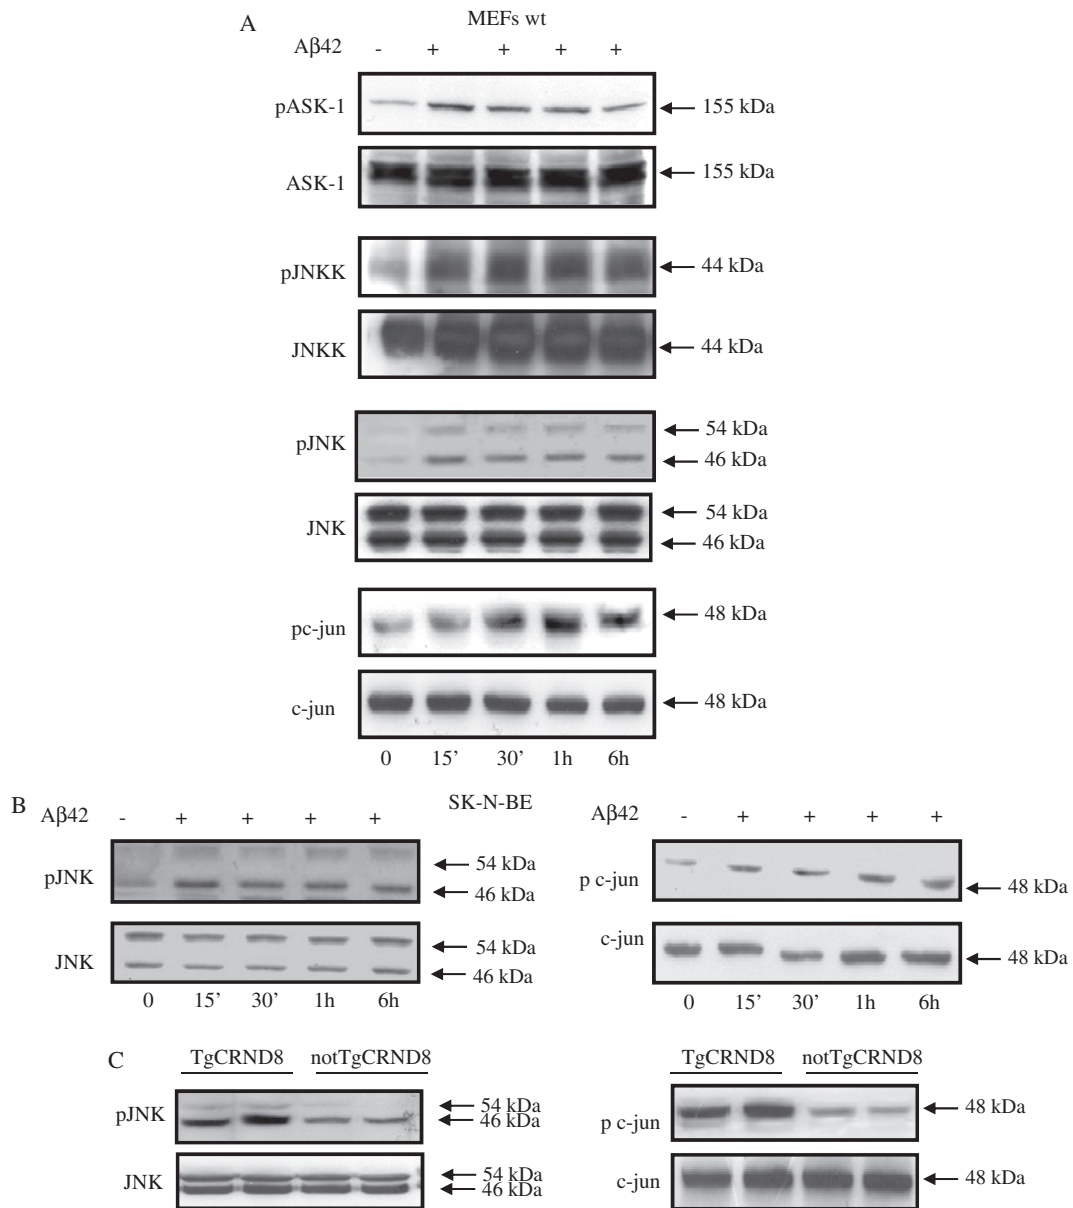 A
MEFs wt
Aβ42 - + + + +
pASK-1 155 kDa
ASK-1 155 kDa
pJNKK 44 kDa
JNKK 44 kDa
pJNK 54 kDa
46 kDa
JNK 54 kDa
46 kDa
pc-jun 48 kDa
c-jun 48 kDa
0 15’ 30’ 1h 6h
B
SK-N-BE
Aβ42 - + + + +
pJNK 54 kDa
46 kDa
JNK 54 kDa
46 kDa
0 15’ 30’ 1h 6h
Aβ42 - + + + +
p c-jun 48 kDa
c-jun 48 kDa
0 15’ 30’ 1h 6h
C
TgCRND8 notTgCRND8
pJNK 54 kDa
46 kDa
JNK 54 kDa
46 kDa
TgCRND8 notTgCRND8
p c-jun 48 kDa
c-jun 48 kDa